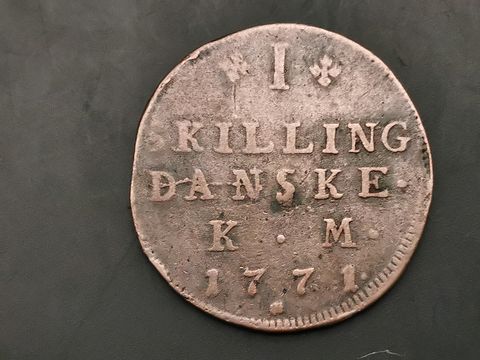 I
SKILLING
DANSKE.
K . M.
1771.